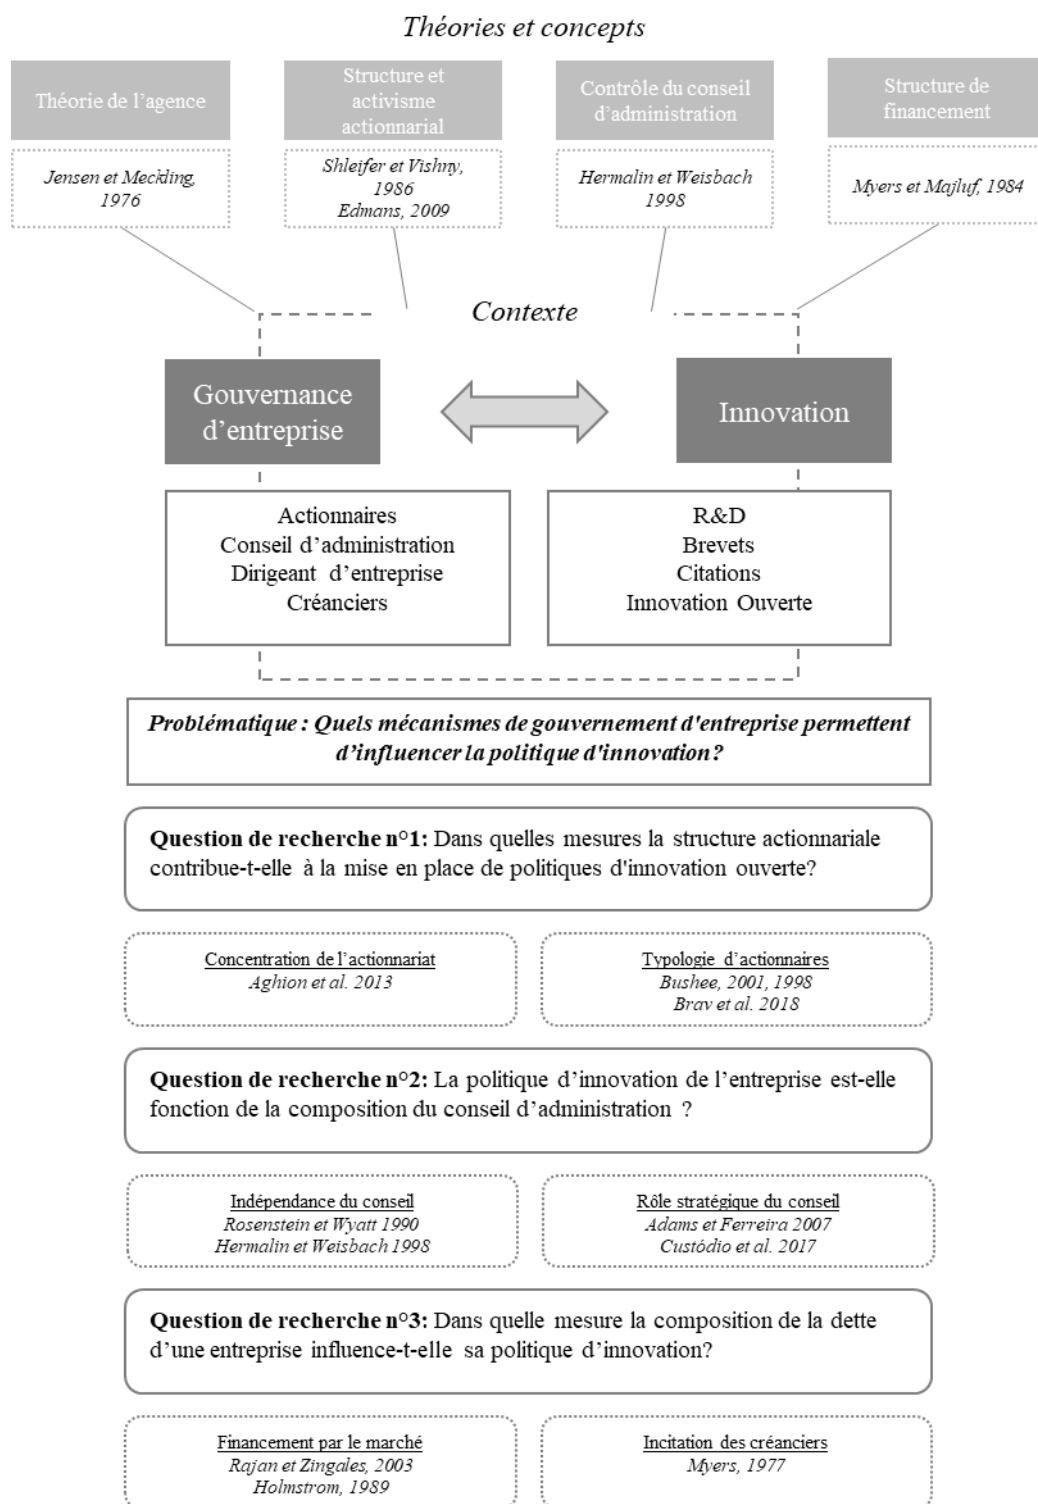 Théories et concepts
Théorie de l’agence
Structure et
activisme
actionnarial
Contrôle du conseil
d’administration
Structure de
financement
Jensen et Meckling,
1976
Shleifer et Vishny,
1986
Edmans, 2009
Hermalin et Weisbach
1998
Myers et Majluf, 1984
Contexte
Gouvernance
d’entreprise
Innovation
Actionnaires
Conseil d’administration
Dirigeant d’entreprise
Créanciers
R&D
Brevets
Citations
Innovation Ouverte
Problématique : Quels mécanismes de gouvernement d'entreprise permettent
d’influencer la politique d'innovation?
Question de recherche n°1: Dans quelles mesures la structure actionnariale
contribue-t-elle à la mise en place de politiques d'innovation ouverte?
Concentration de l’actionnariat
Aghion et al. 2013
Typologie d’actionnaires
Bushee, 2001, 1998
Brav et al. 2018
Question de recherche n°2: La politique d’innovation de l’entreprise est-elle
fonction de la composition du conseil d’administration ?
Indépendance du conseil
Rosenstein et Wyatt 1990
Hermalin et Weisbach 1998
Rôle stratégique du conseil
Adams et Ferreira 2007
Custódio et al. 2017
Question de recherche n°3: Dans quelle mesure la composition de la dette
d’une entreprise influence-t-elle sa politique d’innovation?
Financement par le marché
Rajan et Zingales, 2003
Holmstrom, 1989
Incitation des créanciers
Myers, 1977